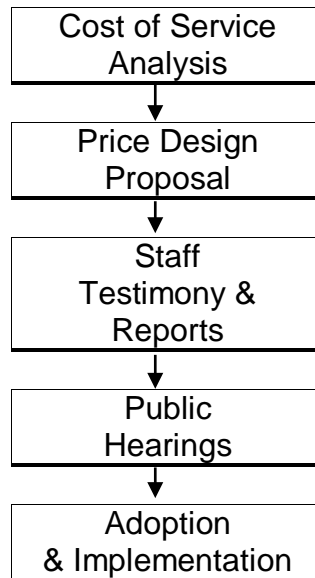 Cost of Service
Analysis
Price Design
Proposal
Staff
Testimony &
Reports
Public
Hearings
Adoption
& Implementation